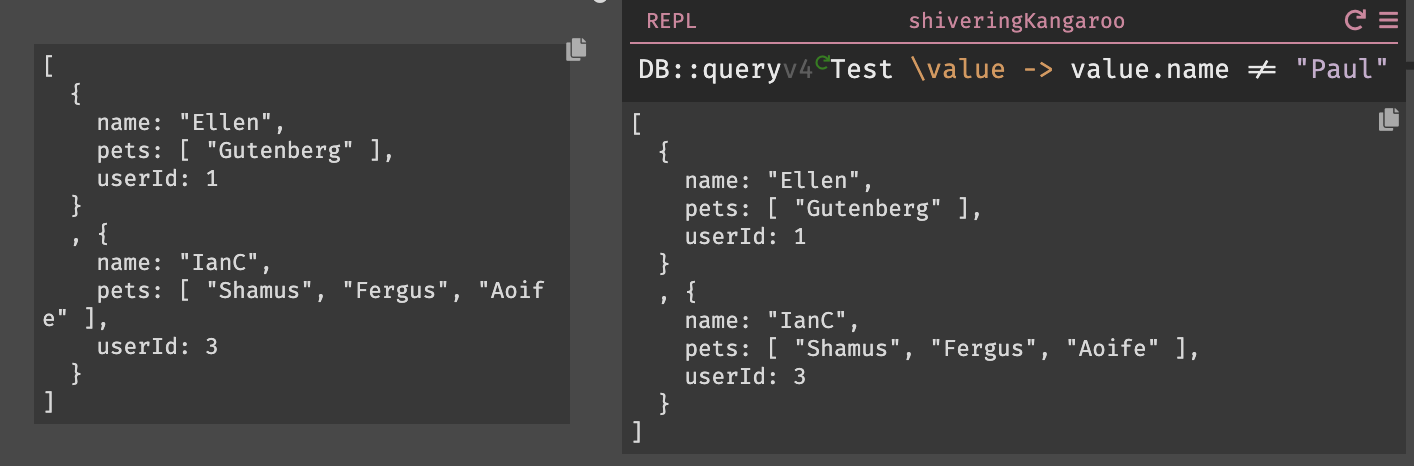 [
  {
    name: "Ellen",
    pets: [ "Gutenberg" ],
    userId: 1
  }
  , {
    name: "IanC",
    pets: [ "Shamus", "Fergus", "Aoif
e" ],
    userId: 3
  }
]
REPL shiveringKangaroo
DB::queryv4Test \value -> value.name != "Paul"
[
  {
    name: "Ellen",
    pets: [ "Gutenberg" ],
    userId: 1
  }
  , {
    name: "IanC",
    pets: [ "Shamus", "Fergus", "Aoife" ],
    userId: 3
  }
]